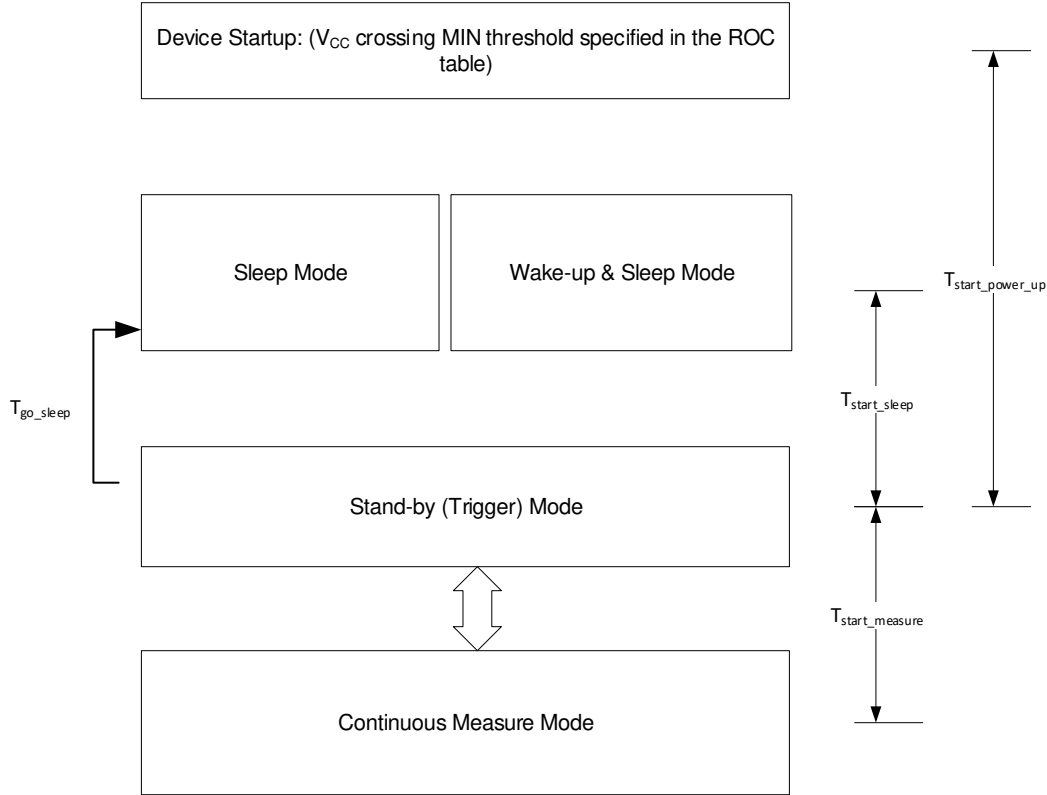 Device Startup: (VCC crossing MIN threshold specified in the ROC
table)
Sleep Mode
Wake-up & Sleep Mode
Tstart_power_up
Tgo_sleep
Tstart_sleep
Stand-by (Trigger) Mode
Tstart_measure
Continuous Measure Mode